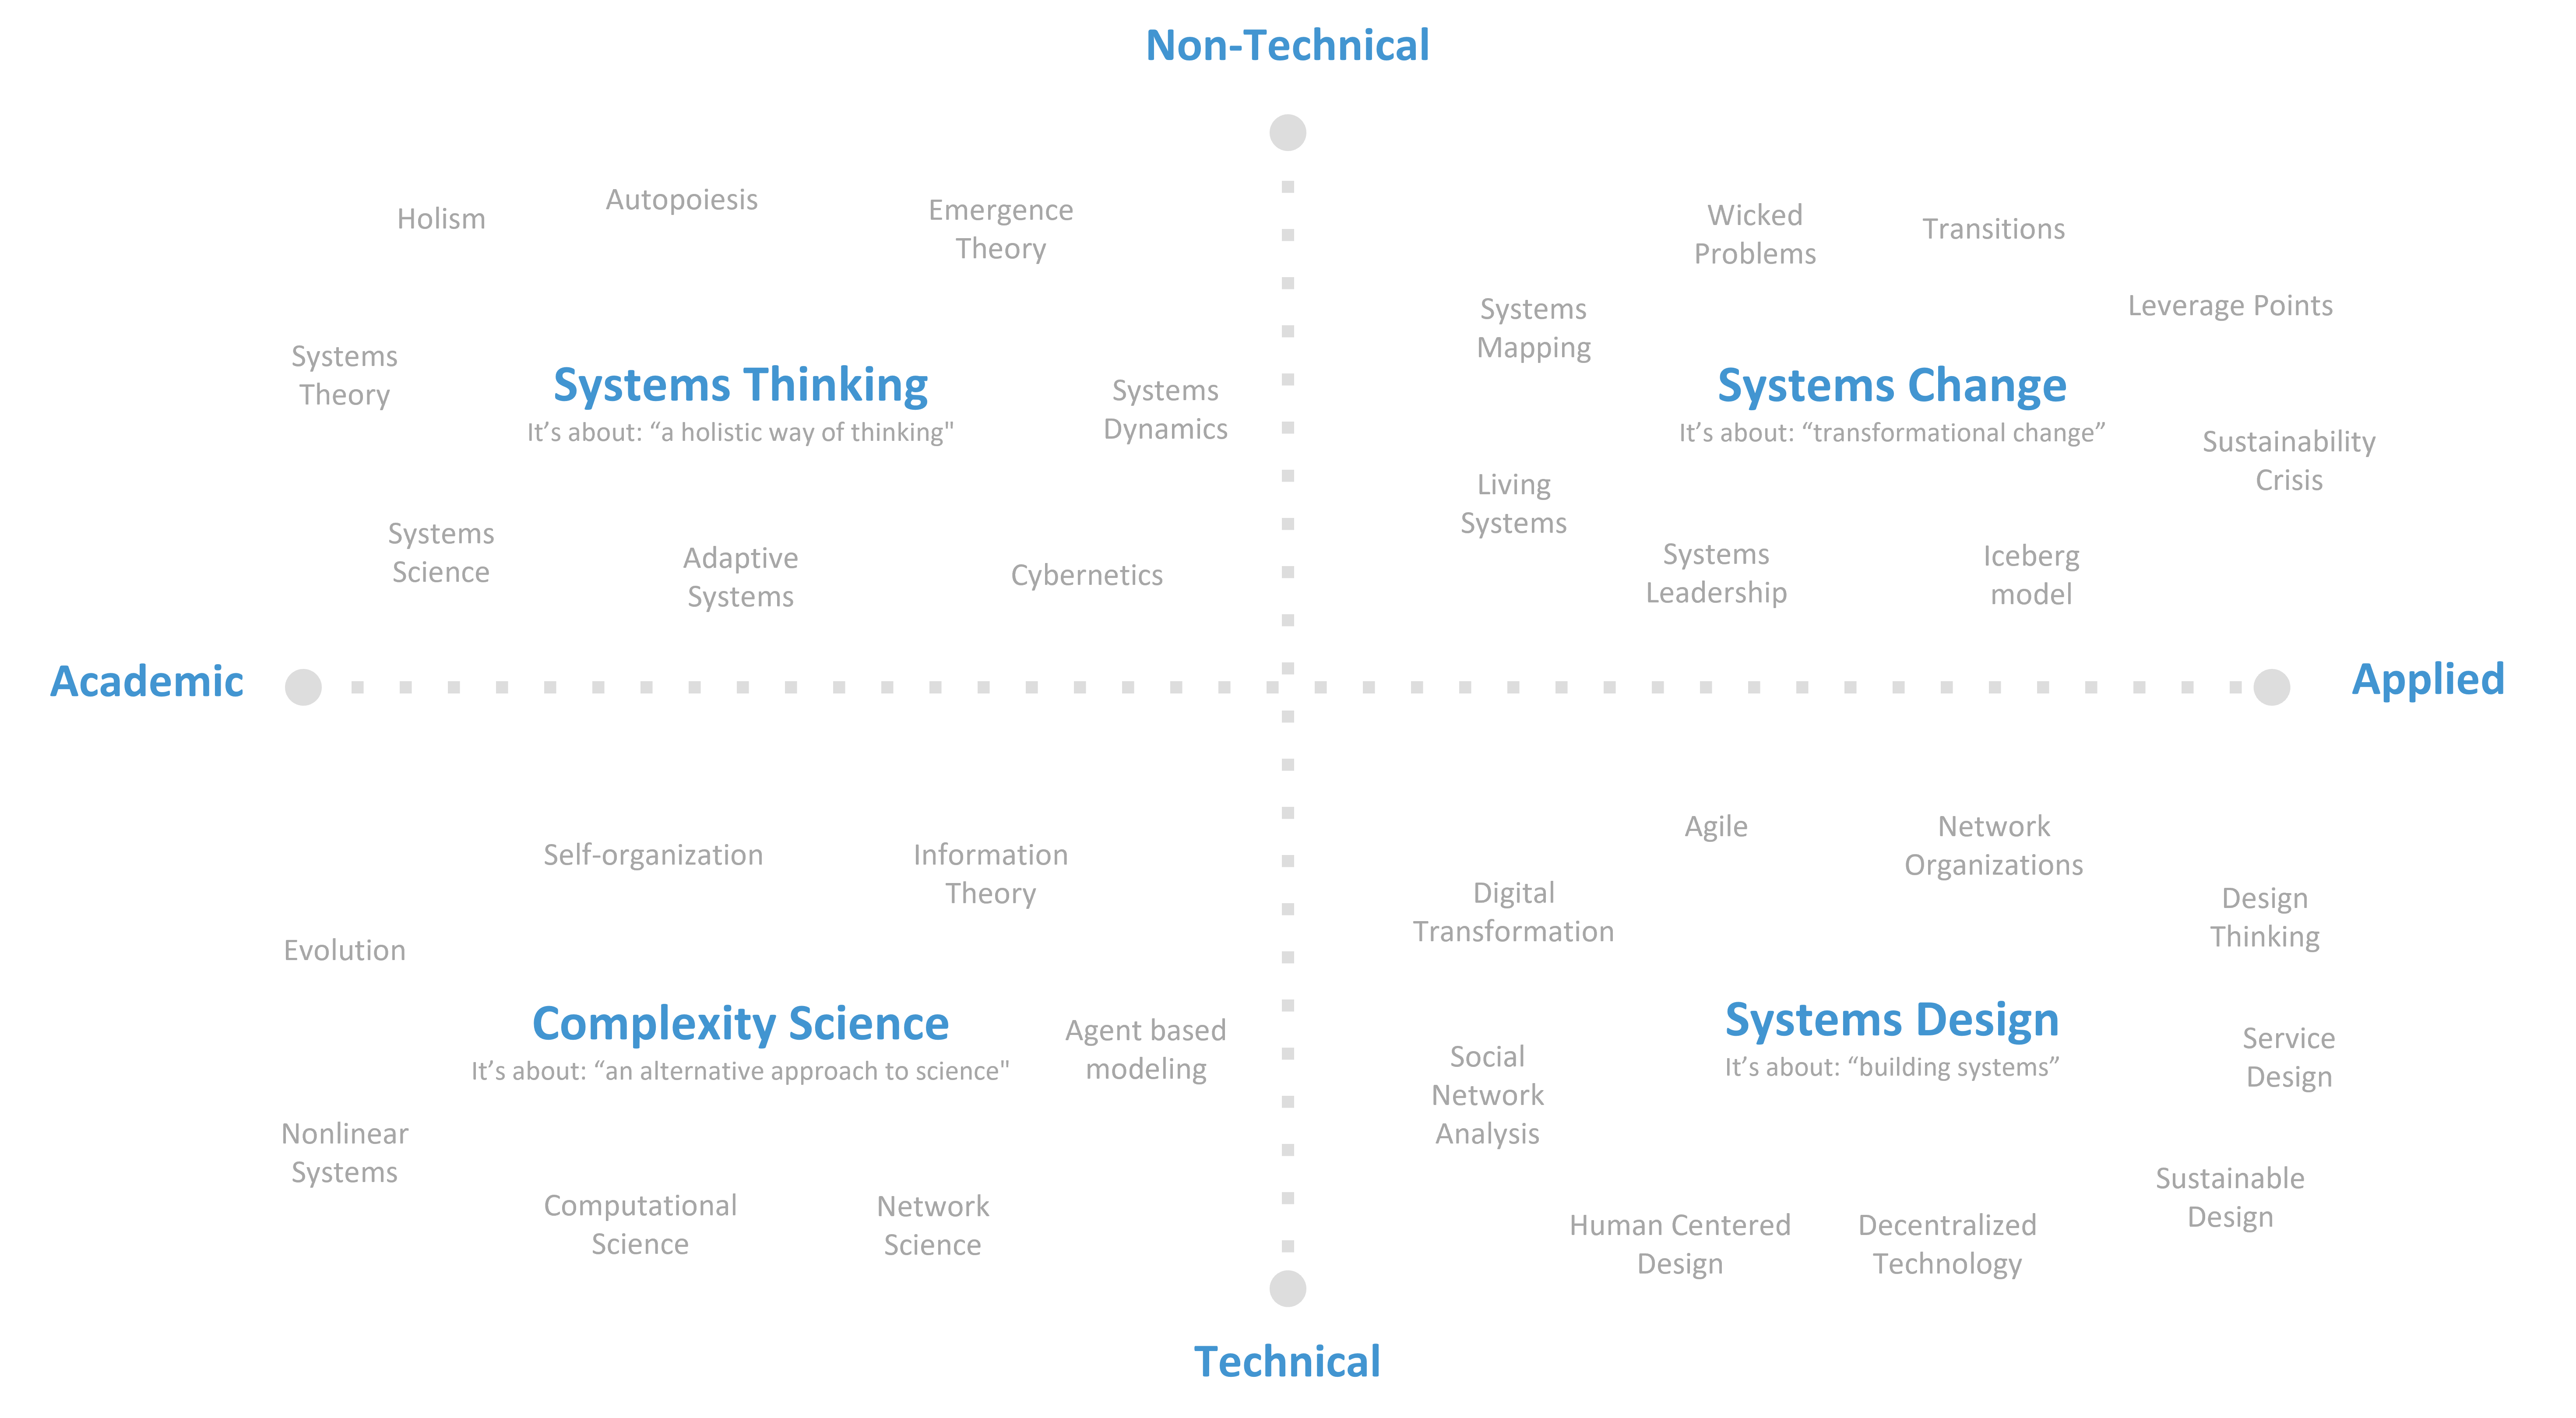 Non-Technical
Holism
Autopoiesis
Emergence
Theory
Systems
Theory
Systems Thinking
It’s about: “a holistic way of thinking"
Systems
Dynamics
Systems
Science
Adaptive
Systems
Cybernetics
Wicked
Problems
Transitions
Systems
Mapping
Leverage Points
Systems Change
It’s about: “transformational change”
Sustainability
Crisis
Living
Systems
Systems
Leadership
Iceberg
model
Academic
Applied
Self-organization
Information
Theory
Evolution
Complexity Science
It’s about: “an alternative approach to science"
Agent based
modeling
Nonlinear
Systems
Computational
Science
Network
Science
Agile
Network
Organizations
Digital
Transformation
Design
Thinking
Systems Design
It’s about: “building systems”
Social
Network
Analysis
Service
Design
Sustainable
Design
Human Centered
Design
Decentralized
Technology
Technical